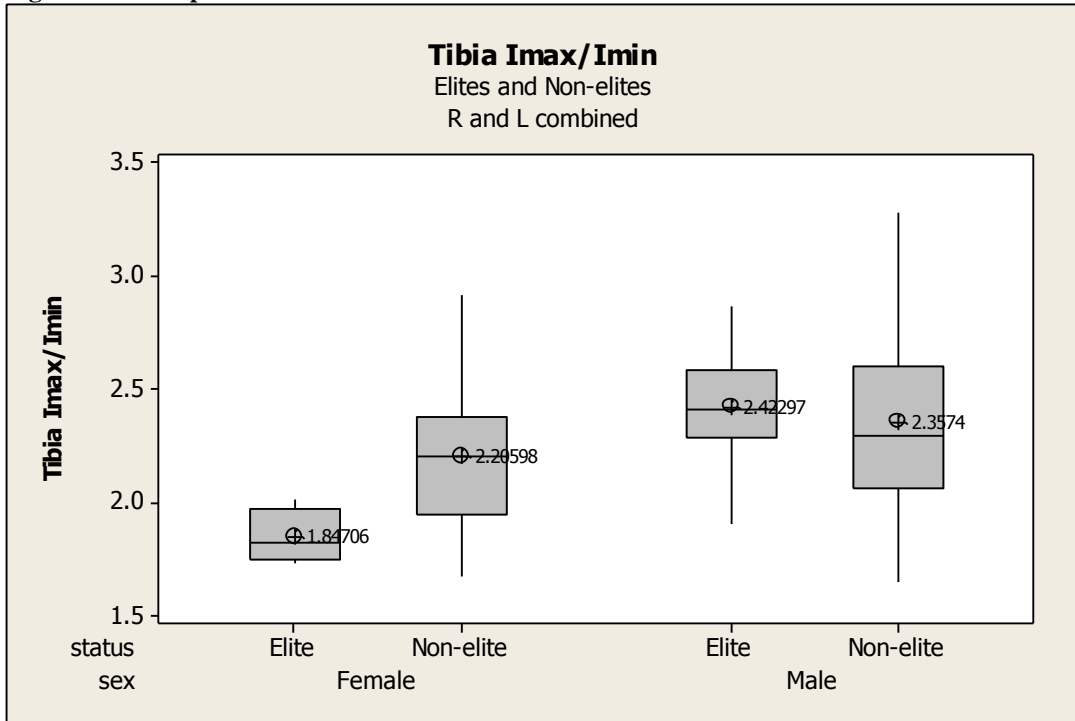 Tibia Imax/Imin
Elites and Non-elites
R and L combined
Tibia Imax/Imin
3.5
3.0
2.5
2.0
1.5
1.84706
2.20598
2.42297
2.3574
status Elite Non-elite Elite Non-elite
sex Female Male